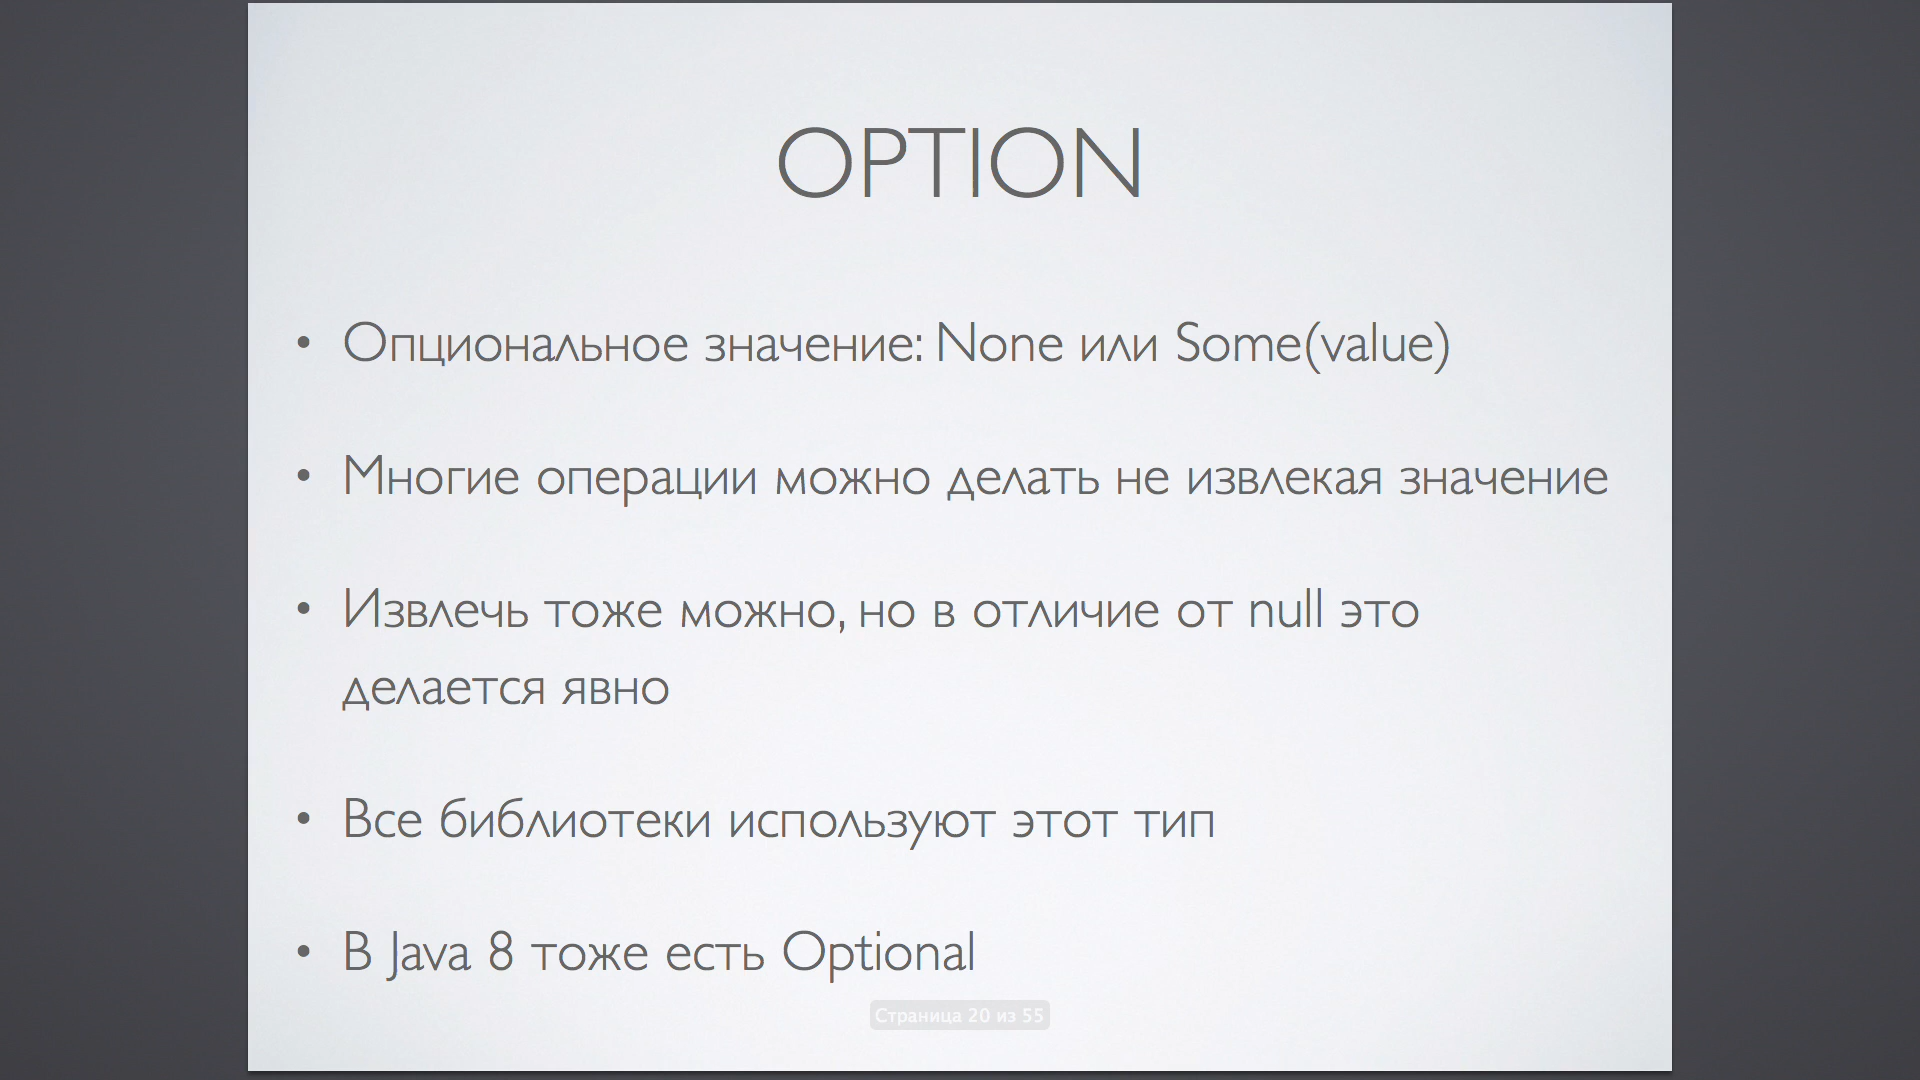 OPTION
• Опциональное значение: None или Some(value)
• Многие операции можно делать не извлекая значение
• Извлечь тоже можно, но в отличие от null это
делается явно
• Все библиотеки используют этот тип
• В Java 8 тоже есть Optional
Страница 20 из 55